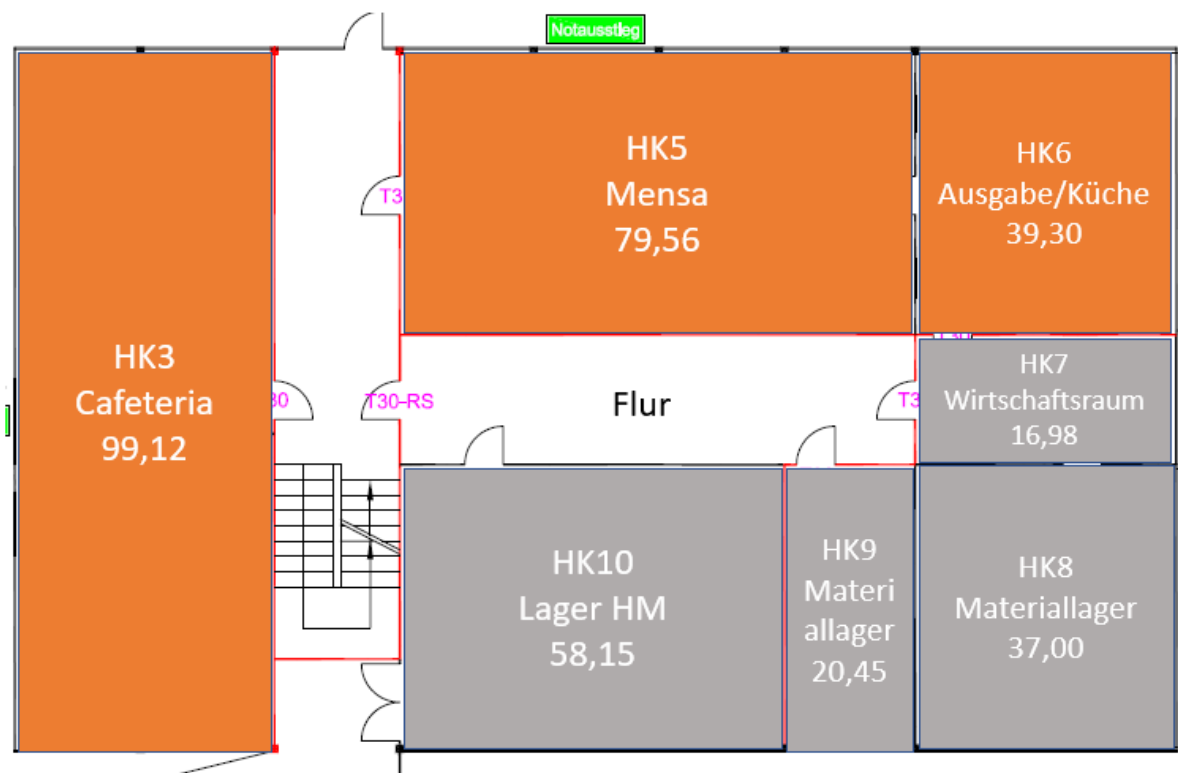 Notausstieg
HK5
Mensa
79,56
HK6
Ausgabe/Küche
39,30
T3
HK3
Cafeteria
99,12
30
T30-RS
Flur
T3
T30
HK7
Wirtschaftsraum
16,98
HK10
Lager HM
58,15
HK9
Materi
allager
20,45
HK8
Materiallager
37,00